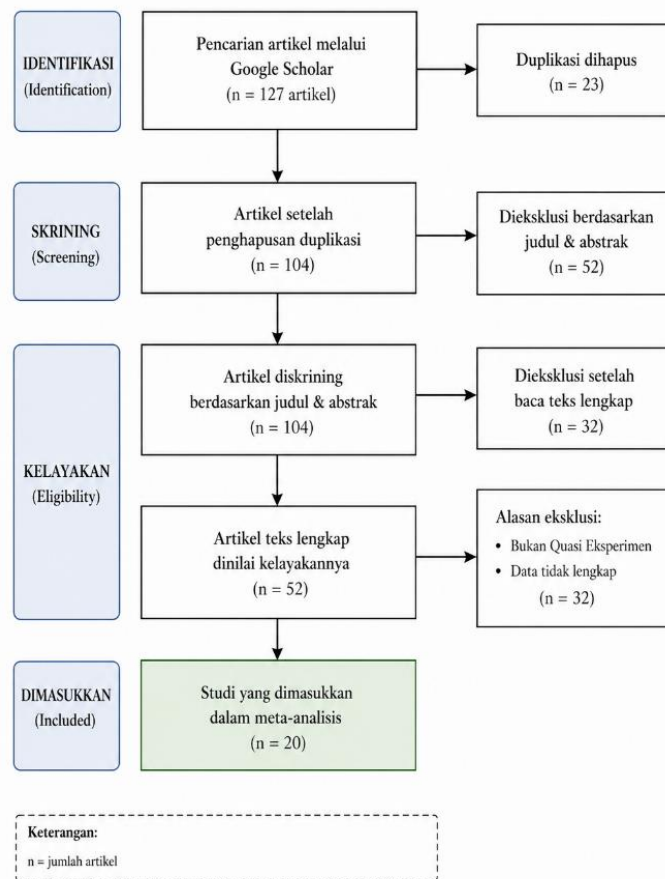 IDENTIFIKASI
(Identification)
Pencarian artikel melalui
Google Scholar
(n = 127 artikel)
Duplikasi dihapus
(n = 23)
SKRINING
(Screening)
Artikel setelah
penghapusan duplikasi
(n = 104)
Dieksklusi berdasarkan
judul & abstrak
(n = 52)
KELAYAKAN
(Eligibility)
Artikel diskrining
berdasarkan judul & abstrak
(n = 104)
Dieksklusi setelah
baca teks lengkap
(n = 32)
Artikel teks lengkap
dinilai kelayakannya
(n = 52)
Alasan eksklusi:
• Bukan Quasi Eksperimen
• Data tidak lengkap
(n = 32)
DIMASUKKAN
(Included)
Studi yang dimasukkan
dalam meta-analisis
(n = 20)
Keterangan:
n = jumlah artikel